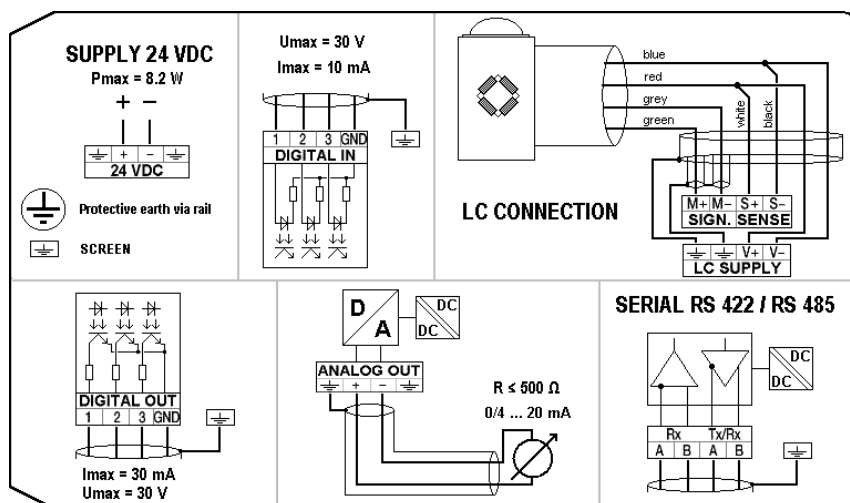 SUPPLY 24 VDC
Pmax = 8.2 W
+ −
+ -
24 VDC
Protective earth via rail
SCREEN
Umax = 30 V
Imax = 10 mA
1 2 3 GND
DIGITAL IN
blue
red
grey
green
white
black
LC CONNECTION
M+ M- S+ S-
SIGN. SENSE
V+ V-
LC SUPPLY
DIGITAL OUT
1 2 3 GND
Imax = 30 mA
Umax = 30 V
D
A
DC
DC
ANALOG OUT
+ -
R ≤ 500 Ω
0/4 ... 20 mA
SERIAL RS 422 / RS 485
DC
DC
Rx Tx/Rx
A B A B